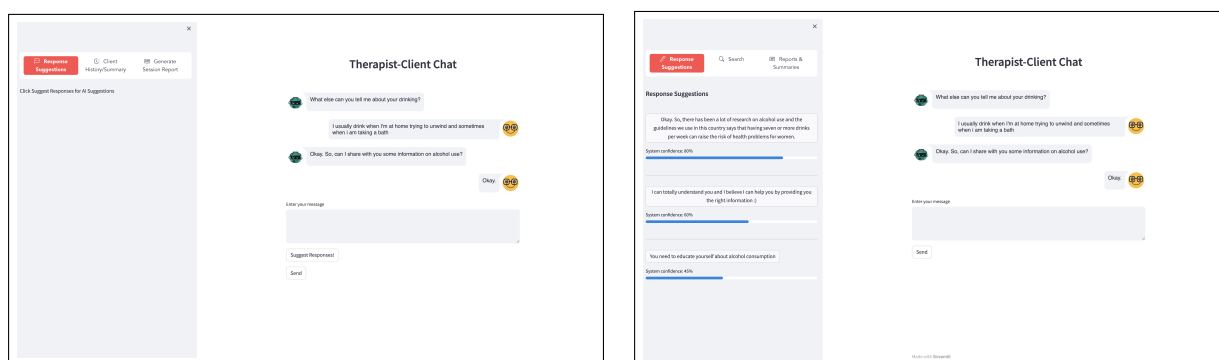 ×
Response
Suggestions
Client
History/Summary
Generate
Session Report
Click Suggest Responses for AI Suggestions
Therapist-Client Chat
What else can you tell me about your drinking?
I usually drink when I'm at home trying to unwind and sometimes
when i am taking a bath
Okay. So, can I share with you some information on alcohol use?
Okay.
Enter your message
Suggest Responses!
Send
×
Response
Suggestions
Search
Reports &
Summaries
Response Suggestions
Okay. So, there has been a lot of research on alcohol use and the
guidelines we use in this country says that having seven or more drinks
per week can raise the risk of health problems for women.
System confidence: 80%
I can totally understand you and I believe I can help you by providing you
the right information :)
System confidence: 60%
You need to educate yourself about alcohol consumption
System confidence: 45%
Therapist-Client Chat
What else can you tell me about your drinking?
I usually drink when I'm at home trying to unwind and sometimes
when i am taking a bath
Okay. So, can I share with you some information on alcohol use?
Okay.
Enter your message
Send
Made with Streamlit